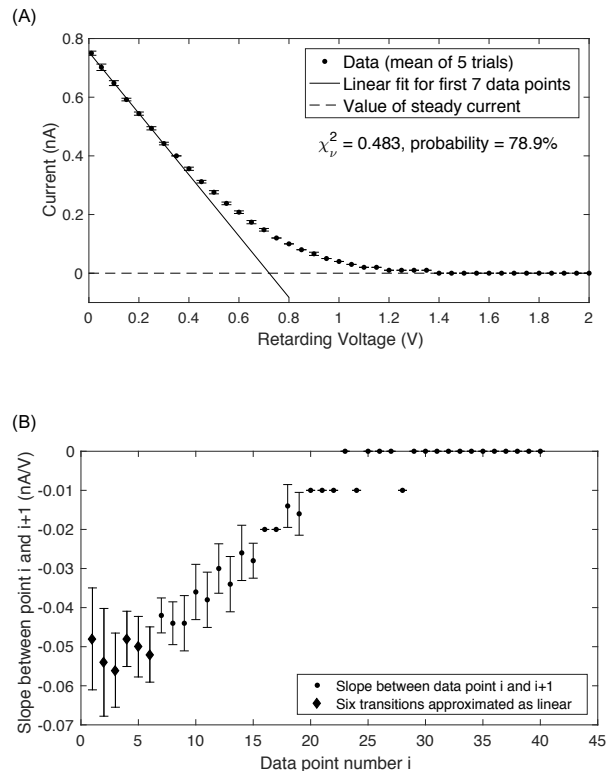 (A)
0.8
0.6
0.4
0.2
0
Current (nA)
Data (mean of 5 trials)
Linear fit for first 7 data points
Value of steady current
χ²ᵥ = 0.483, probability = 78.9%
0 0.2 0.4 0.6 0.8 1 1.2 1.4 1.6 1.8 2
Retarding Voltage (V)
(B)
0
-0.01
-0.02
-0.03
-0.04
-0.05
-0.06
-0.07
Slope between point i and i+1 (nA/V)
Slope between data point i and i+1
Six transitions approximated as linear
0 5 10 15 20 25 30 35 40 45
Data point number i